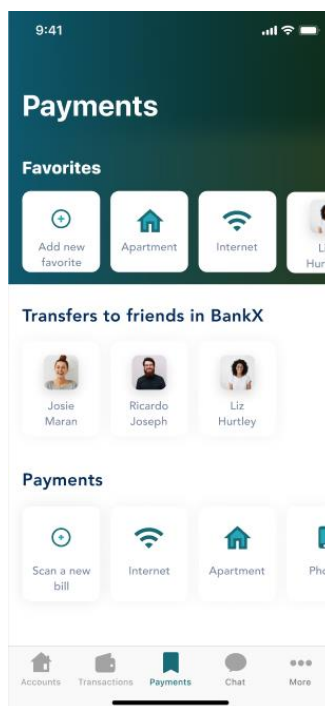 9:41
Payments
Favorites
Add new
favorite
Apartment
Internet
Transfers to friends in BankX
Josie
Maran
Ricardo
Joseph
Liz
Hurtley
Payments
Scan a new
bill
Internet
Apartment
Accounts
Transactions
Payments
Chat
More